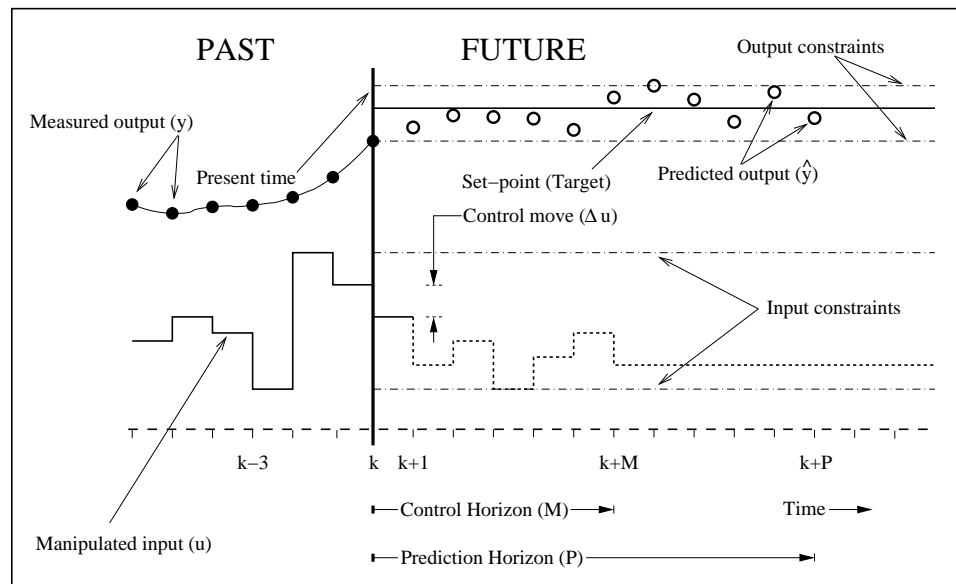 PAST
FUTURE
Output constraints
Measured output (y)
Present time
Set−point (Target)
Predicted output (ŷ)
Control move (Δ u)
Input constraints
k−3
k
k+1
k+M
k+P
Control Horizon (M)
Time
Manipulated input (u)
Prediction Horizon (P)